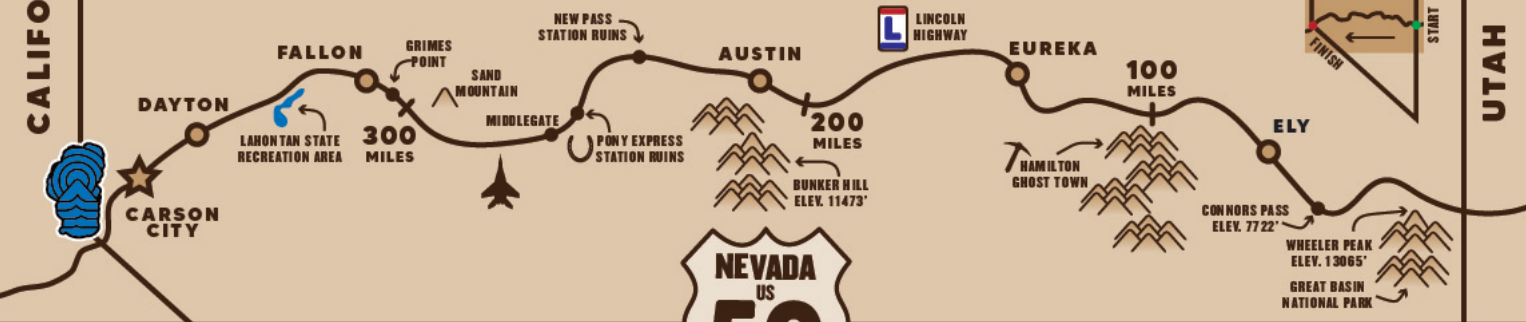 CALIFO
DAYTON
FALLON
GRIMES
POINT
SAND
MOUNTAIN
LAHONTAN STATE
RECREATION AREA
300
MILES
CARSON
CITY
NEW PASS
STATION RUINS
MIDDLEGATE
PONY EXPRESS
STATION RUINS
AUSTIN
200
MILES
BUNKER HILL
ELEV. 11473'
NEVADA
US
50
L
LINCOLN
HIGHWAY
EUREKA
100
MILES
HAMILTON
GHOST TOWN
ELY
CONNORS PASS
ELEV. 7722'
WHEELER PEAK
ELEV. 13065'
GREAT BASIN
NATIONAL PARK
START
FINISH
UTAH